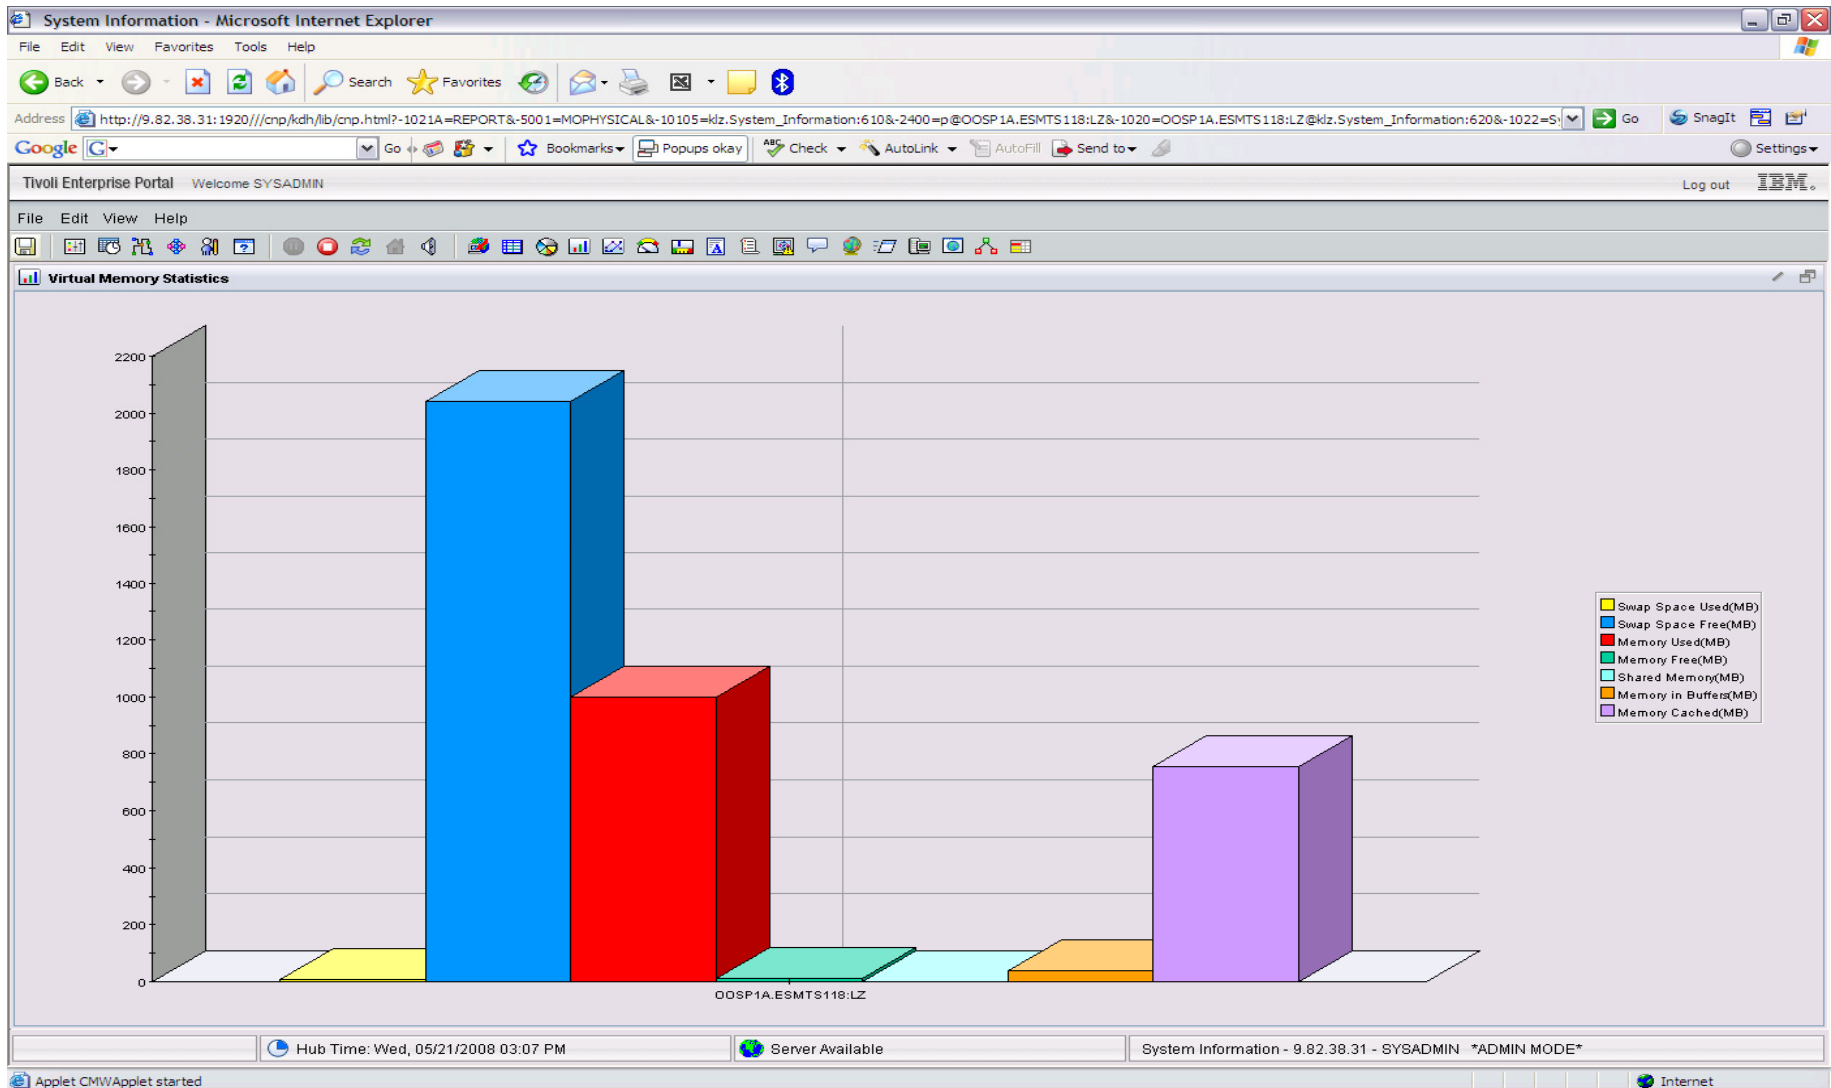 System Information - Microsoft Internet Explorer
File Edit View Favorites Tools Help
Back Search Favorites
Address http://9.82.38.31:1920///cnp/kdh/lib/cnp.html?-1021A=REPORT&-5001=MOPHYSICAL&-10105=klz.System_Information:610&-2400=p@OOSP1A.ESMTS118:LZ&-1020=OOSP1A.ESMTS118:LZ@klz.System_Information:620&-1022=S Go SnagIt
Google G Go Bookmarks Popups okay ABC Check AutoLink AutoFill Send to Settings
Tivoli Enterprise Portal Welcome SYSADMIN Log out IBM.
File Edit View Help
Virtual Memory Statistics
2200
2000
1800
1600
1400
1200
1000
800
600
400
200
0
OOSP1A.ESMTS118:LZ
Swap Space Used(MB)
Swap Space Free(MB)
Memory Used(MB)
Memory Free(MB)
Shared Memory(MB)
Memory in Buffers(MB)
Memory Cached(MB)
Hub Time: Wed, 05/21/2008 03:07 PM Server Available System Information - 9.82.38.31 - SYSADMIN *ADMIN MODE*
Applet CMWApplet started Internet